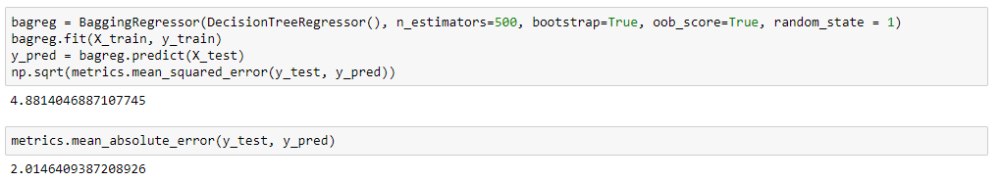 bagreg = BaggingRegressor(DecisionTreeRegressor(), n_estimators=500, bootstrap=True, oob_score=True, random_state = 1)
bagreg.fit(X_train, y_train)
y_pred = bagreg.predict(X_test)
np.sqrt(metrics.mean_squared_error(y_test, y_pred))
4.8814046887107745
metrics.mean_absolute_error(y_test, y_pred)
2.0146409387208926